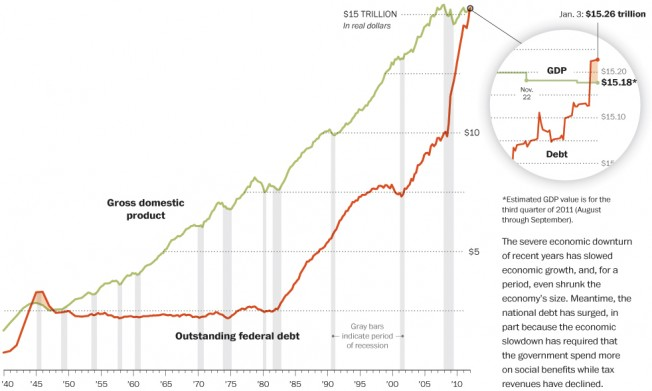 $15 TRILLION
In real dollars
Jan. 3: $15.26 trillion
GDP
$15.20
$15.18*
Nov.
22
$15.10
Debt
$15
$10
Gross domestic
product
$5
Outstanding federal debt
Gray bars
indicate period
of recession
'40
'45
'50
'55
'60
'65
'70
'75
'80
'85
'90
'95
'00
'05
'10
*Estimated GDP value is for the
third quarter of 2011 (August
through September).
The severe economic downturn
of recent years has slowed
economic growth, and, for a
period, even shrunk the
economy's size. Meantime, the
national debt has surged, in
part because the economic
slowdown has required that
the government spend more
on social benefits while tax
revenues have declined.